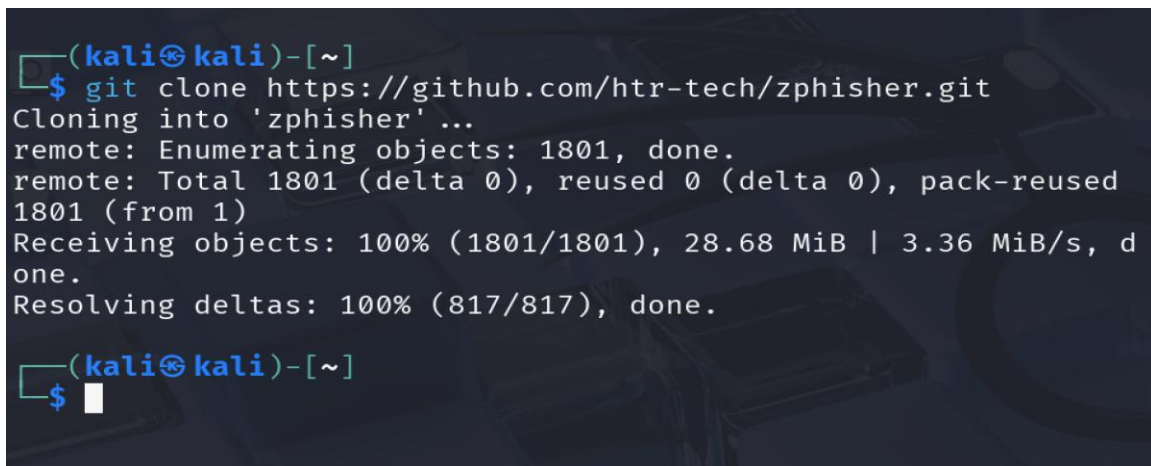 (kali㉿kali)-[~]
$ git clone https://github.com/htr-tech/zphisher.git
Cloning into 'zphisher'...
remote: Enumerating objects: 1801, done.
remote: Total 1801 (delta 0), reused 0 (delta 0), pack-reused
1801 (from 1)
Receiving objects: 100% (1801/1801), 28.68 MiB | 3.36 MiB/s, d
one.
Resolving deltas: 100% (817/817), done.
(kali㉿kali)-[~]
$